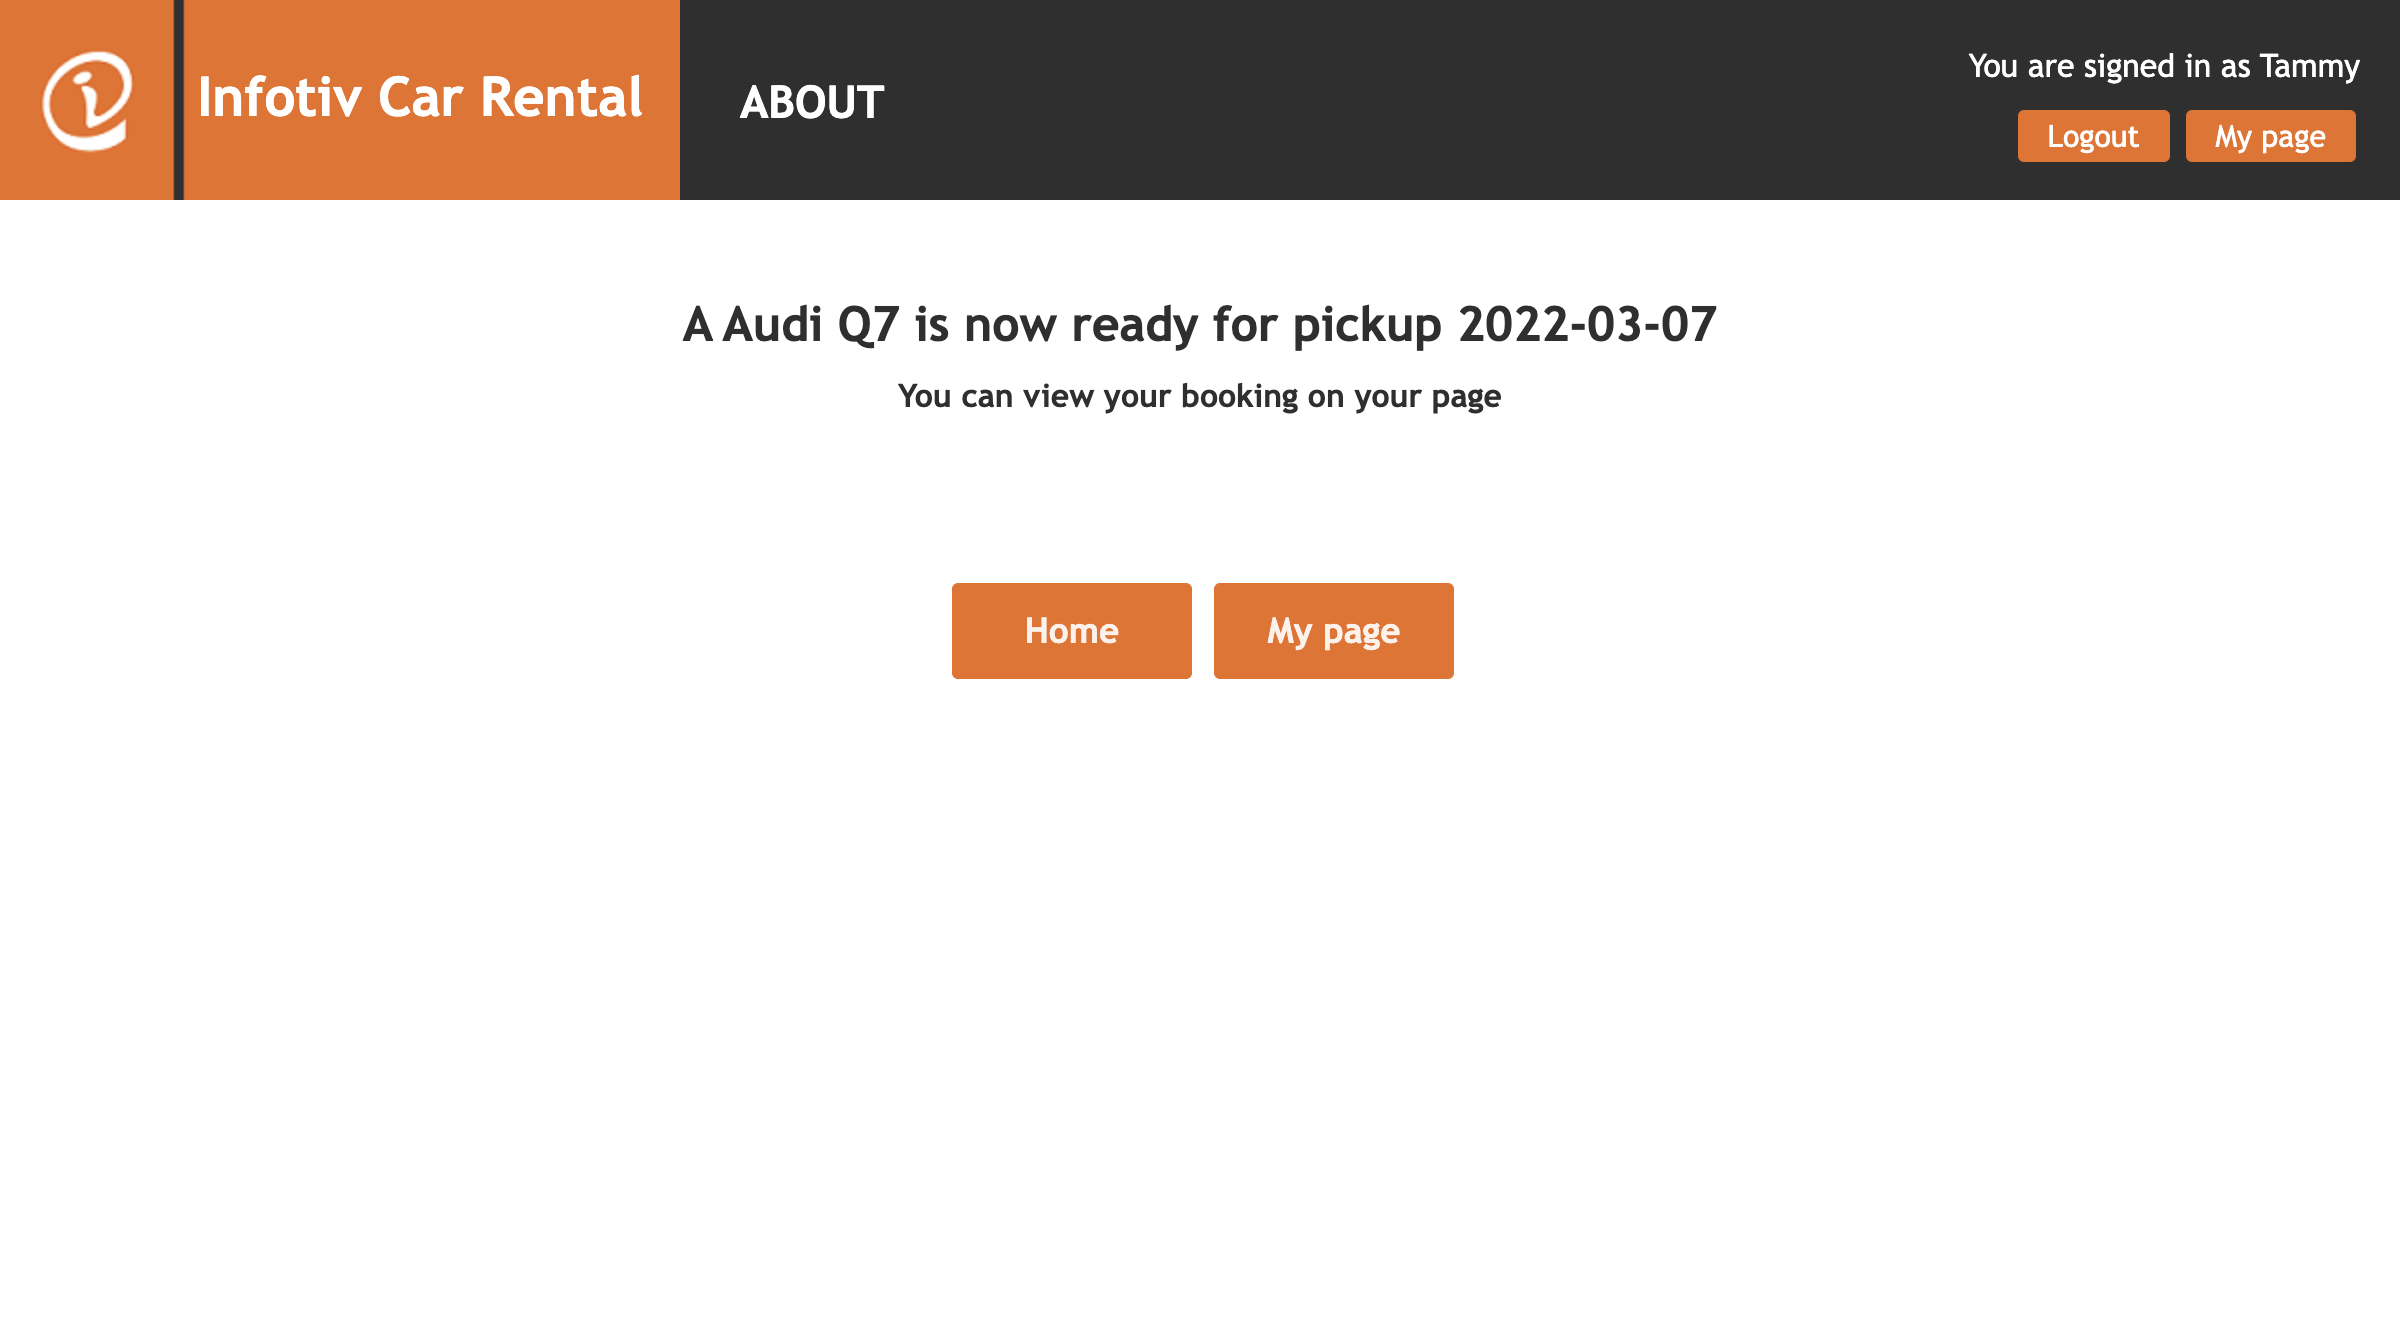 Infotiv Car Rental
ABOUT
You are signed in as Tammy
Logout
My page
A Audi Q7 is now ready for pickup 2022-03-07
You can view your booking on your page
Home
My page